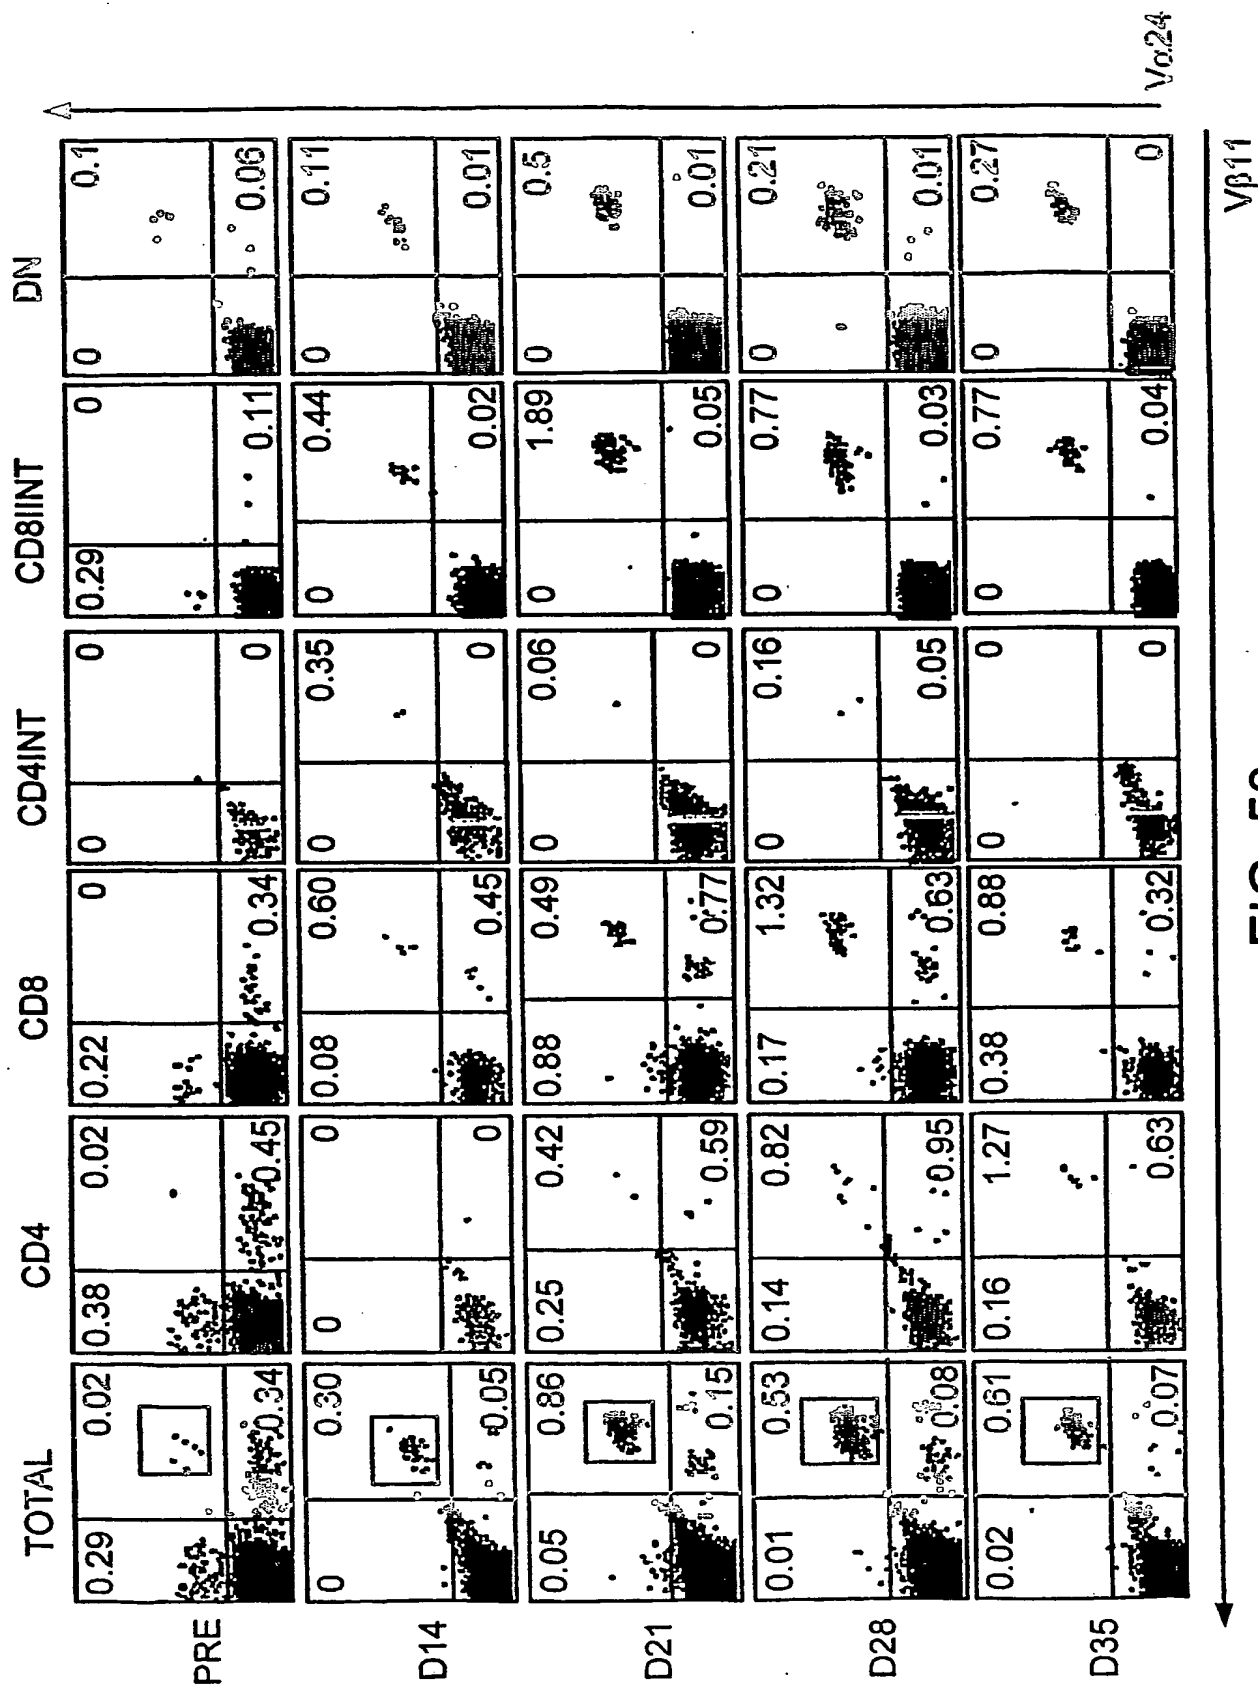 TOTAL CD4 CD8 CD4INT CD8IINT DN
PRE
0.29 0.02 0.38 0.02 0.22 0 0 0 0.29 0 0 0.1
0.34 0.45 0.34 0 0.11 0.06
D14
0 0.30 0 0 0.08 0.60 0 0.35 0 0.44 0 0.11
0.05 0 0.45 0 0.02 0.01
D21
0.05 0.86 0.25 0.42 0.88 0.49 0 0.06 0 1.89 0 0.5
0.15 0.59 0.77 0 0.05 0.01
D28
0.01 0.53 0.14 0.82 0.17 1.32 0 0.16 0 0.77 0 0.21
0.08 0.95 0.63 0.05 0.03 0.01
D35
0.02 0.61 0.16 1.27 0.38 0.88 0 0 0 0.77 0 0.27
0.07 0.63 0.32 0 0.04 0
Vα24
Vβ11